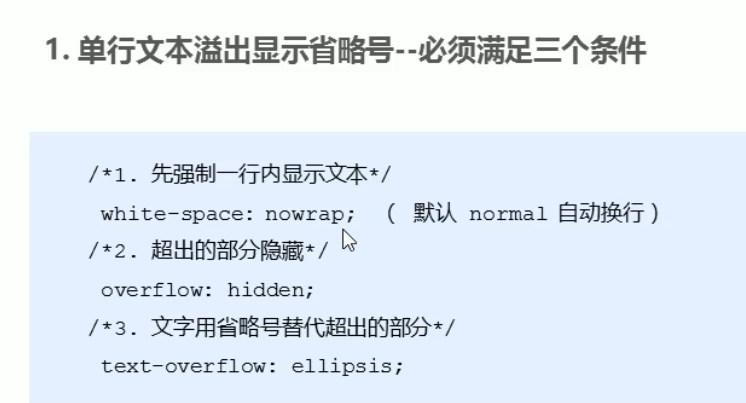 1. 单行文本溢出显示省略号--必须满足三个条件
/*1. 先强制一行内显示文本*/
white-space: nowrap; （ 默认 normal 自动换行）
/*2. 超出的部分隐藏*/
overflow: hidden;
/*3. 文字用省略号替代超出的部分*/
text-overflow: ellipsis;